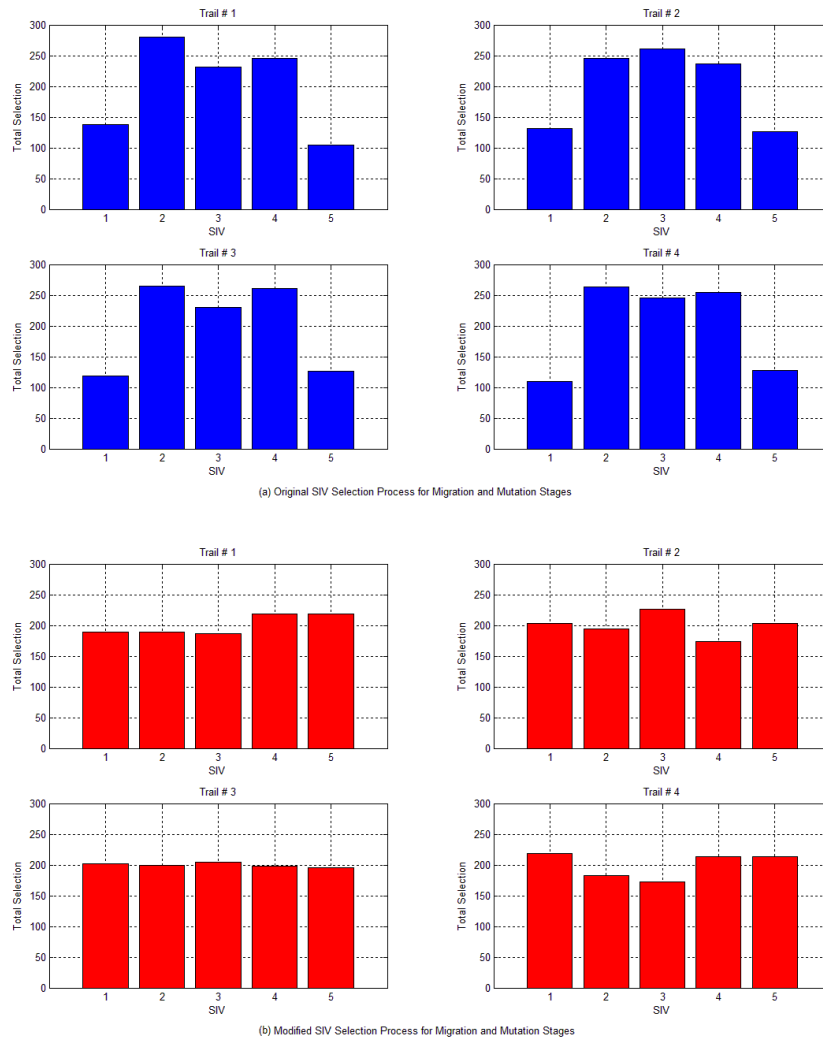 Trail # 1
Trail # 2
300
250
200
150
100
50
0
Total Selection
1 2 3 4 5
SIV
300
250
200
150
100
50
0
Total Selection
1 2 3 4 5
SIV
Trail # 3
Trail # 4
300
250
200
150
100
50
0
Total Selection
1 2 3 4 5
SIV
300
250
200
150
100
50
0
Total Selection
1 2 3 4 5
SIV
(a) Original SIV Selection Process for Migration and Mutation Stages
Trail # 1
Trail # 2
300
250
200
150
100
50
0
Total Selection
1 2 3 4 5
SIV
300
250
200
150
100
50
0
Total Selection
1 2 3 4 5
SIV
Trail # 3
Trail # 4
300
250
200
150
100
50
0
Total Selection
1 2 3 4 5
SIV
300
250
200
150
100
50
0
Total Selection
1 2 3 4 5
SIV
(b) Modified SIV Selection Process for Migration and Mutation Stages